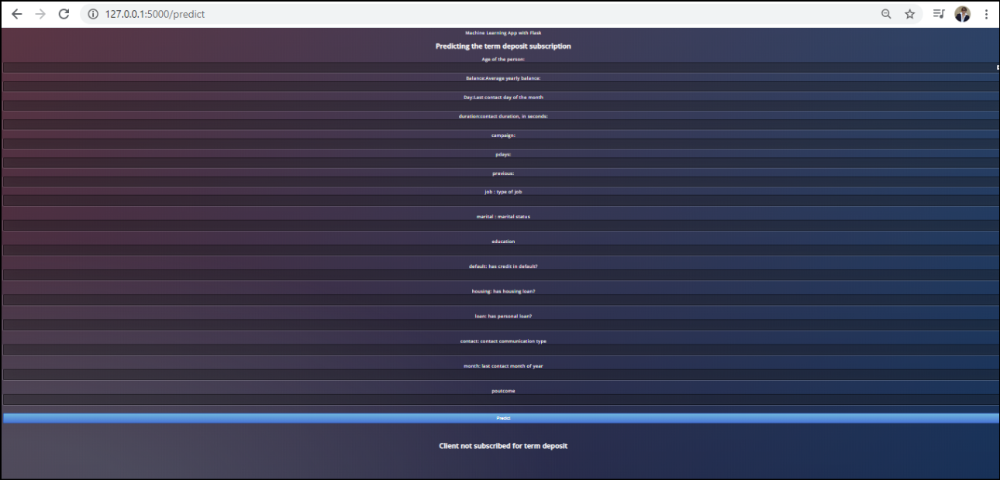 127.0.0.1:5000/predict
Machine Learning App with Flask
Predicting the term deposit subscription
Age of the person:
Balance:Average yearly balance:
Day:Last contact day of the month
duration:contact duration, in seconds:
campaign:
pdays:
previous:
job : type of job
marital : marital status
education
default: has credit in default?
housing: has housing loan?
loan: has personal loan?
contact: contact communication type
month: last contact month of year
poutcome
Predict
Client not subscribed for term deposit